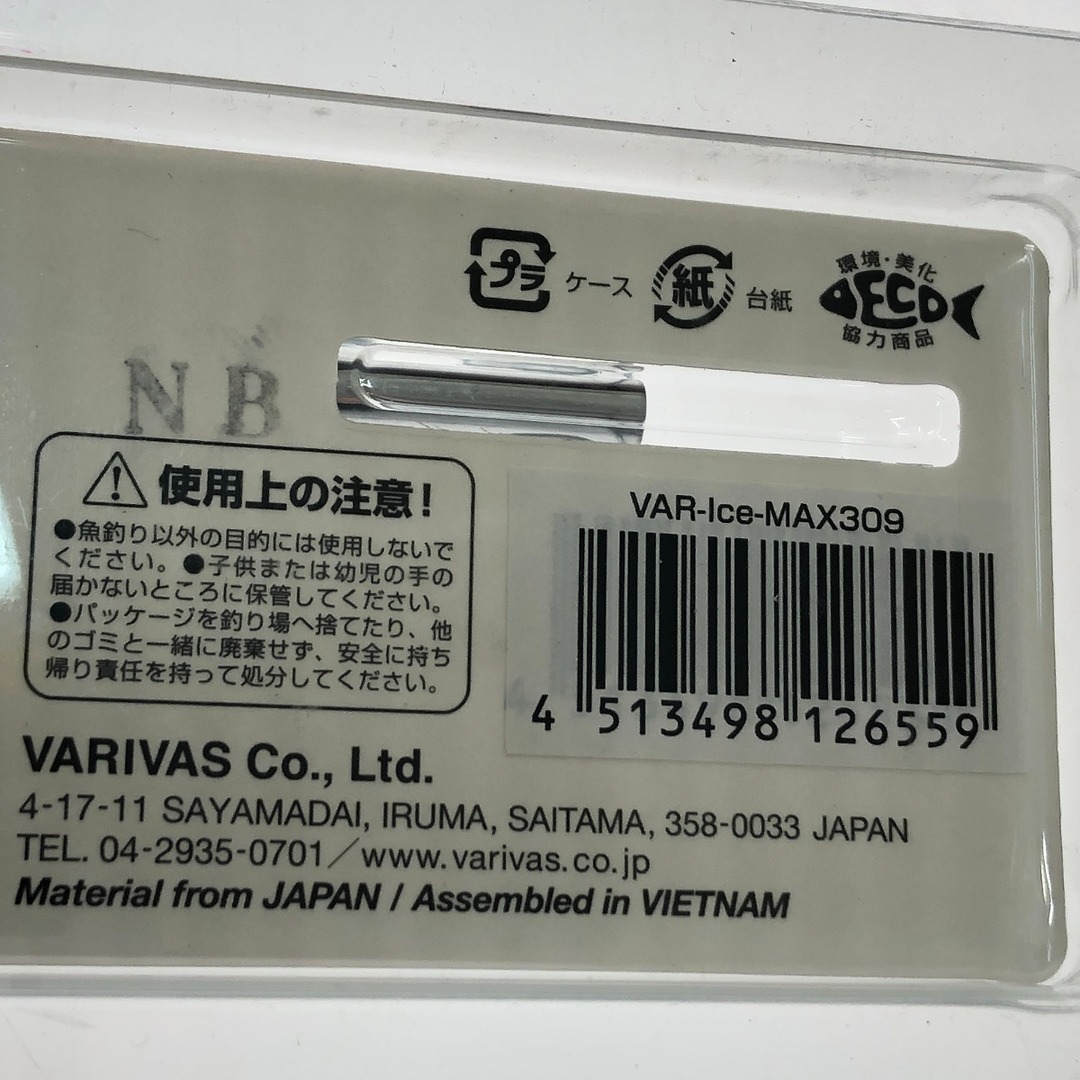 プラ ケース 紙 台紙 環境・美化
ECO
協力商品
N B
使用上の注意!
●魚釣り以外の目的には使用しないで
ください。●子供または幼児の手の
届かないところに保管してください。
●パッケージを釣り場へ捨てたり、他
のゴミと一緒に廃棄せず、安全に持ち
帰り責任を持って処分してください。
VAR-Ice-MAX309
4 513498 126559
VARIVAS Co., Ltd.
4-17-11 SAYAMADAI, IRUMA, SAITAMA, 358-0033 JAPAN
TEL. 04-2935-0701／www.varivas.co.jp
Material from JAPAN / Assembled in VIETNAM